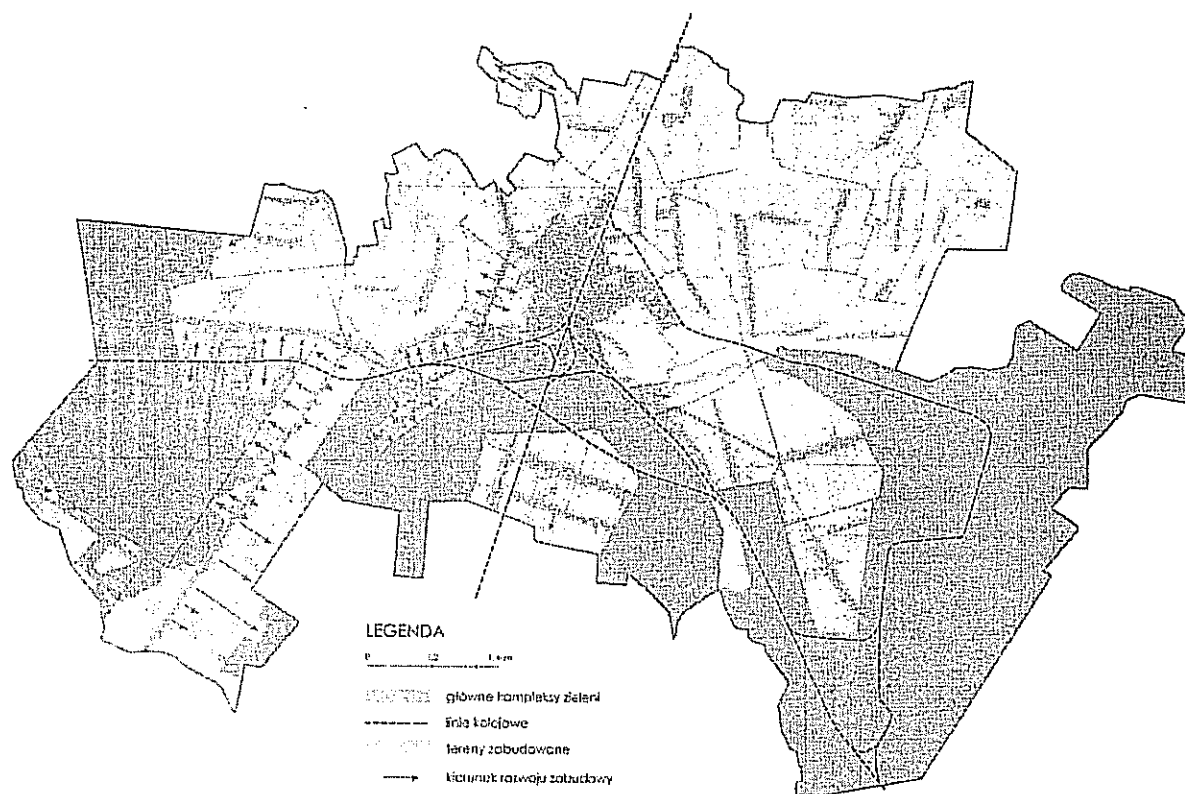 LEGENDA
główne kompleksy zieleni
linie kolejowe
tereny zabudowane
kierunek rozwoju zabudowy